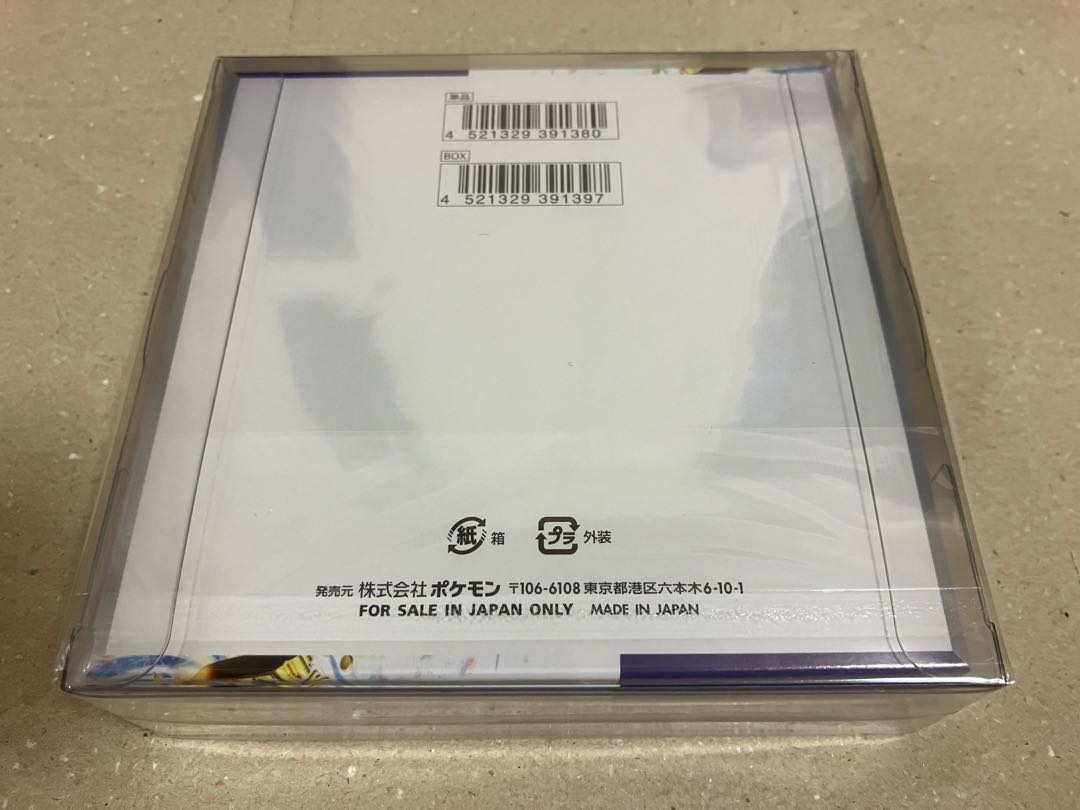 単品
4 521329 391380
BOX
4 521329 391397
紙 箱 プラ 外装
発売元 株式会社 ポケモン 〒106-6108 東京都港区六本木6-10-1
FOR SALE IN JAPAN ONLY MADE IN JAPAN